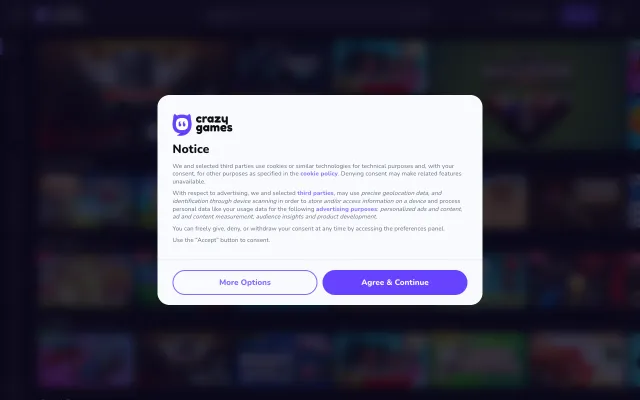 crazy
games
Notice
We and selected third parties use cookies or similar technologies for technical purposes and, with your
consent, for other purposes as specified in the cookie policy. Denying consent may make related features
unavailable.
With respect to advertising, we and selected third parties, may use precise geolocation data, and
identification through device scanning in order to store and/or access information on a device and process
personal data like your usage data for the following advertising purposes: personalised ads and content,
ad and content measurement, audience insights and product development.
You can freely give, deny, or withdraw your consent at any time by accessing the preferences panel.
Use the "Accept" button to consent.
More Options
Agree & Continue